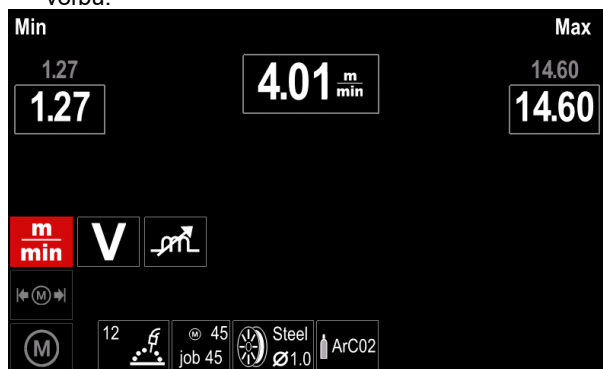 volbu.
Min Max
1.27 4.01 m/min 14.60
1.27 14.60
m/min V
M
M 12 M 45 job 45 Steel Ø1.0 ArC02